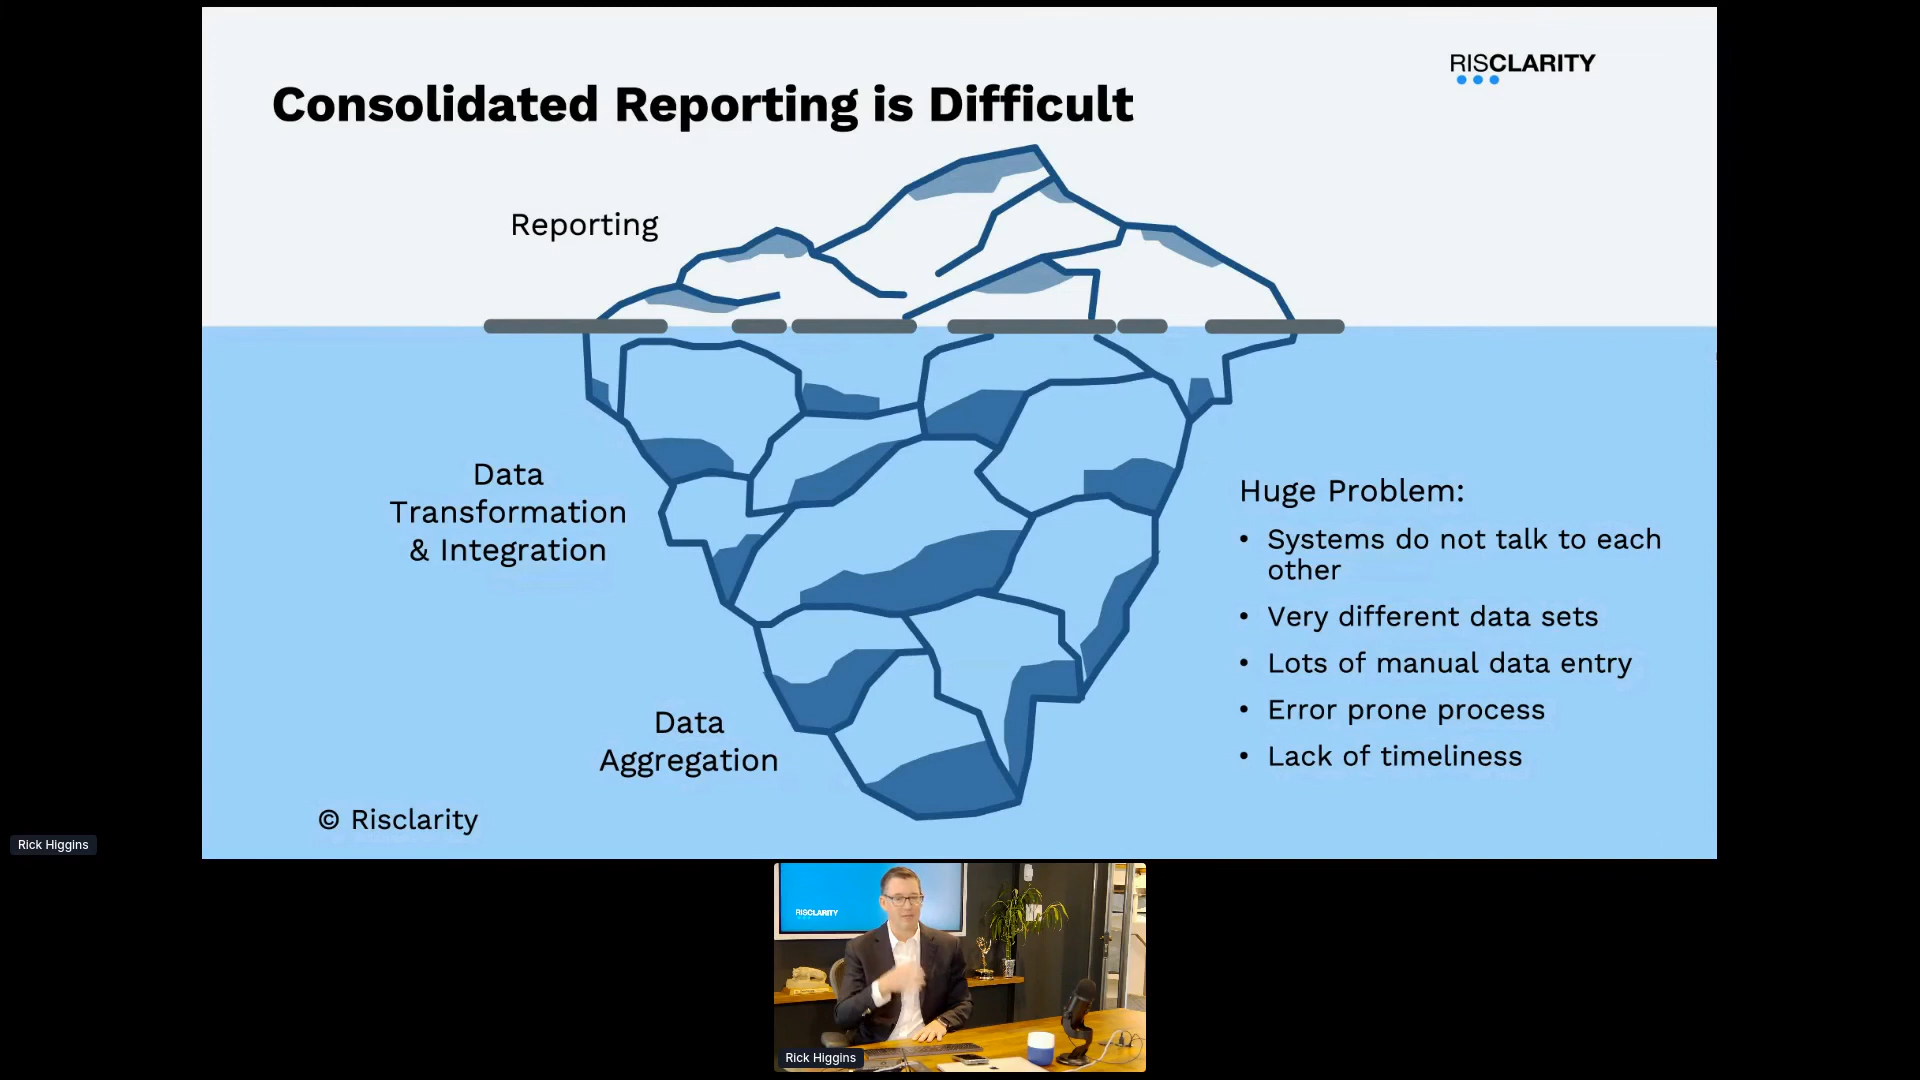 RISCLARITY
Consolidated Reporting is Difficult
Reporting
Data
Transformation
& Integration
Huge Problem:
• Systems do not talk to each
other
• Very different data sets
• Lots of manual data entry
• Error prone process
• Lack of timeliness
Data
Aggregation
© Risclarity
Rick Higgins
RISCLARITY
Rick Higgins